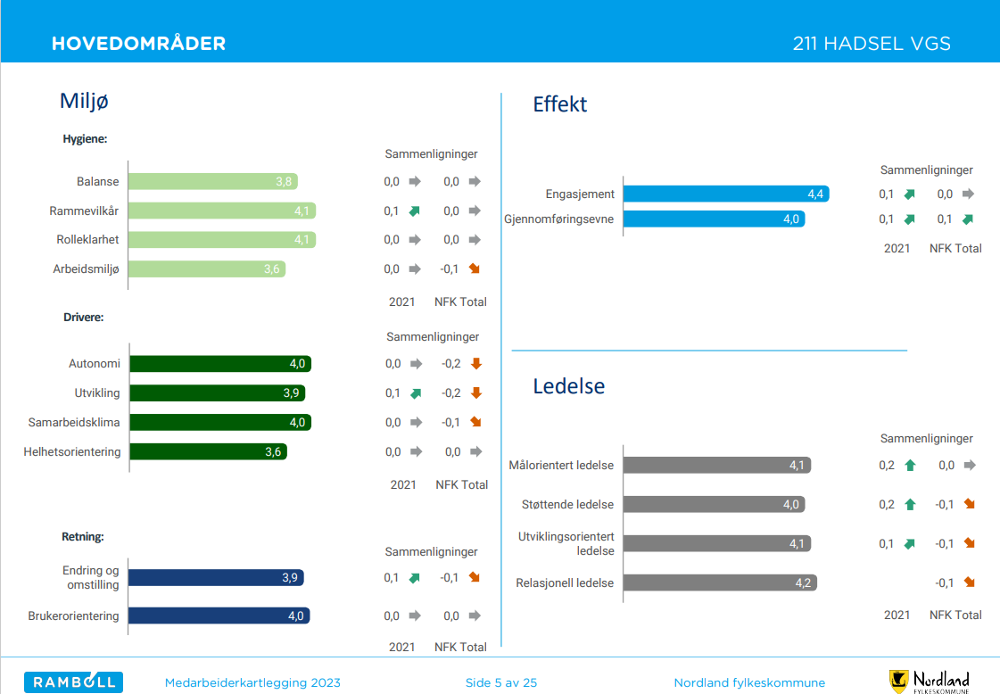 HOVEDOMRÅDER
211 HADSEL VGS
Miljø
Hygiene:
Sammenligninger
Balanse 3,8 0,0 0,0
Rammevilkår 4,1 0,1 0,0
Rolleklarhet 4,1 0,0 0,0
Arbeidsmiljø 3,6 0,0 -0,1
2021 NFK Total
Drivere:
Sammenligninger
Autonomi 4,0 0,0 -0,2
Utvikling 3,9 0,1 -0,2
Samarbeidsklima 4,0 0,0 -0,1
Helhetsorientering 3,6 0,0 0,0
2021 NFK Total
Retning:
Sammenligninger
Endring og
omstilling 3,9 0,1 -0,1
Brukerorientering 4,0 0,0 0,0
2021 NFK Total
Effekt
Sammenligninger
Engasjement 4,4 0,1 0,0
Gjennomføringsevne 4,0 0,1 0,1
2021 NFK Total
Ledelse
Sammenligninger
Målorientert ledelse 4,1 0,2 0,0
Støttende ledelse 4,0 0,2 -0,1
Utviklingsorientert
ledelse 4,1 0,1 -0,1
Relasjonell ledelse 4,2 -0,1
2021 NFK Total
RAMBOLL
Medarbeiderkartlegging 2023
Side 5 av 25
Nordland fylkeskommune
Nordland
FYLKESKOMMUNE